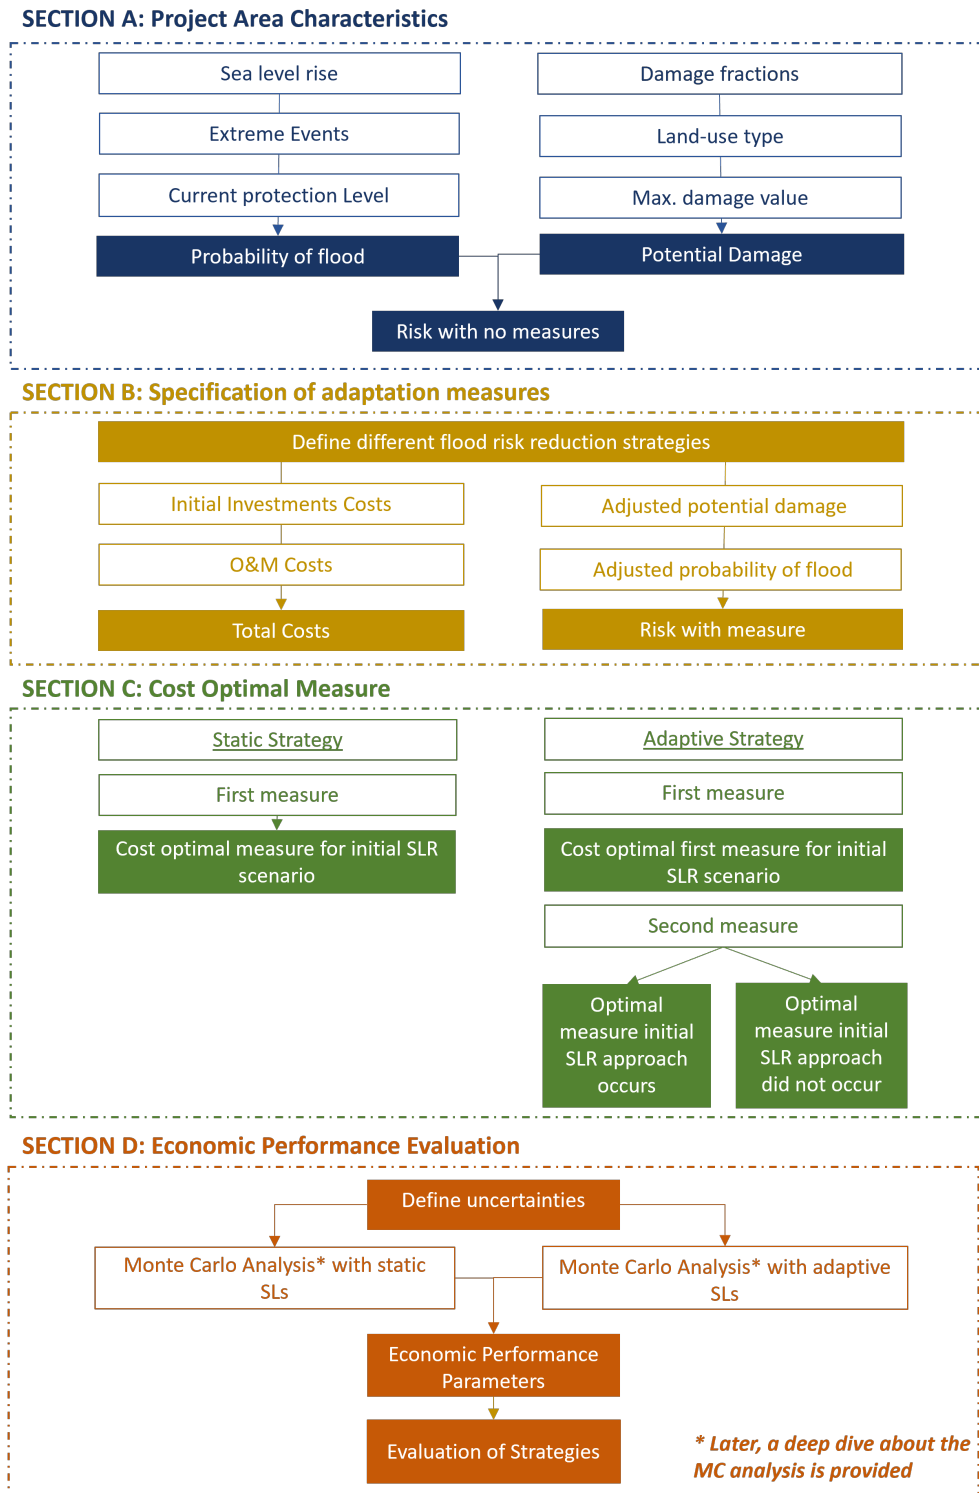 SECTION A: Project Area Characteristics
Sea level rise
Extreme Events
Current protection Level
Probability of flood
Damage fractions
Land-use type
Max. damage value
Potential Damage
Risk with no measures
SECTION B: Specification of adaptation measures
Define different flood risk reduction strategies
Initial Investments Costs
O&M Costs
Total Costs
Adjusted potential damage
Adjusted probability of flood
Risk with measure
SECTION C: Cost Optimal Measure
Static Strategy
First measure
Cost optimal measure for initial SLR
scenario
Adaptive Strategy
First measure
Cost optimal first measure for initial
SLR scenario
Second measure
Optimal
measure initial
SLR approach
occurs
Optimal
measure initial
SLR approach
did not occur
SECTION D: Economic Performance Evaluation
Define uncertainties
Monte Carlo Analysis* with static
SLs
Monte Carlo Analysis* with adaptive
SLs
Economic Performance
Parameters
Evaluation of Strategies
* Later, a deep dive about the
MC analysis is provided